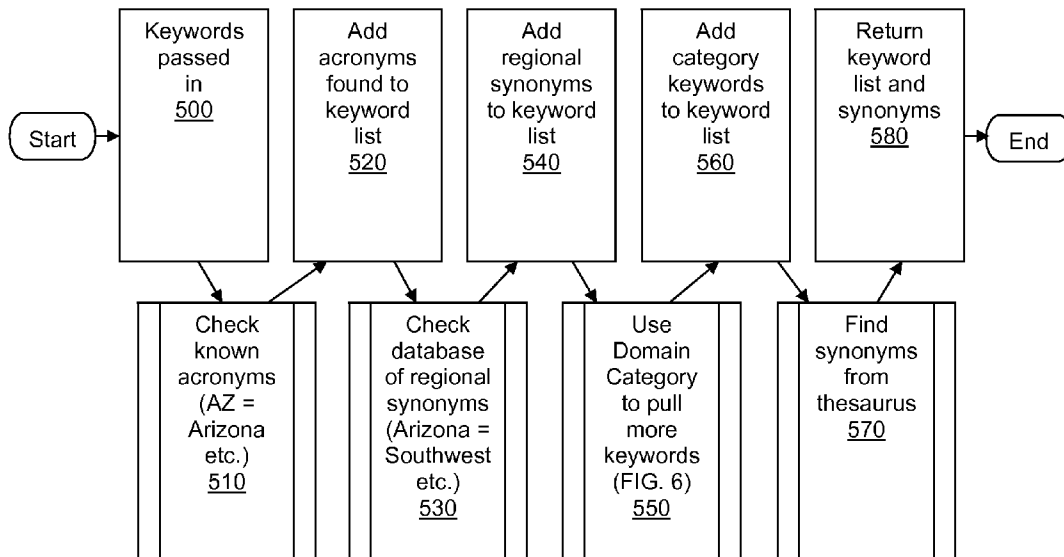 Start
Keywords
passed
in
500
Check
known
acronyms
(AZ =
Arizona
etc.)
510
Add
acronyms
found to
keyword
list
520
Check
database
of regional
synonyms
(Arizona =
Southwest
etc.)
530
Add
regional
synonyms
to keyword
list
540
Use
Domain
Category
to pull
more
keywords
(FIG. 6)
550
Add
category
keywords
to keyword
list
560
Find
synonyms
from
thesaurus
570
Return
keyword
list and
synonyms
580
End